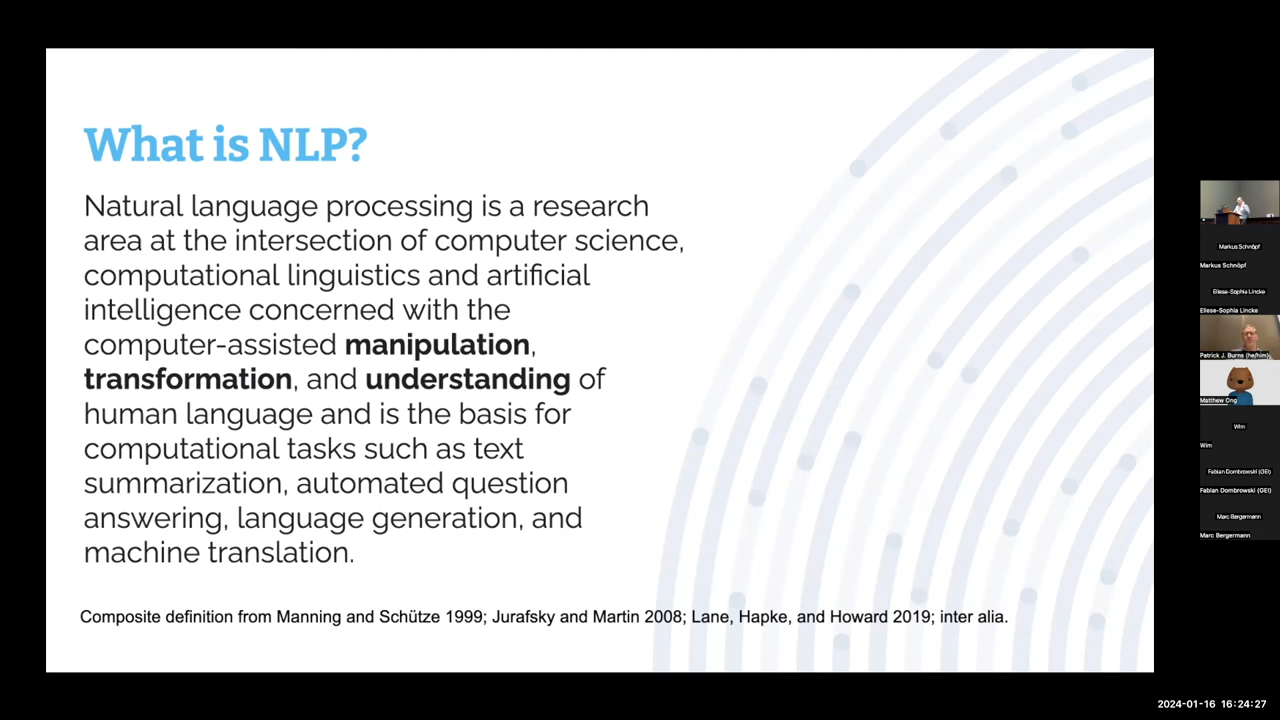 What is NLP?
Natural language processing is a research
area at the intersection of computer science,
computational linguistics and artificial
intelligence concerned with the
computer-assisted manipulation,
transformation, and understanding of
human language and is the basis for
computational tasks such as text
summarization, automated question
answering, language generation, and
machine translation.
Composite definition from Manning and Schütze 1999; Jurafsky and Martin 2008; Lane, Hapke, and Howard 2019; inter alia.
Markus Schnöpf
Markus Schnöpf
Eliese-Sophia Lincke
Eliese-Sophia Lincke
Patrick J. Burns (he/him)
Matthew Ong
Wim
Wim
Fabian Dombrowski (GEI)
Fabian Dombrowski (GEI)
Marc Bergermann
Marc Bergermann
2024-01-16 16:24:27